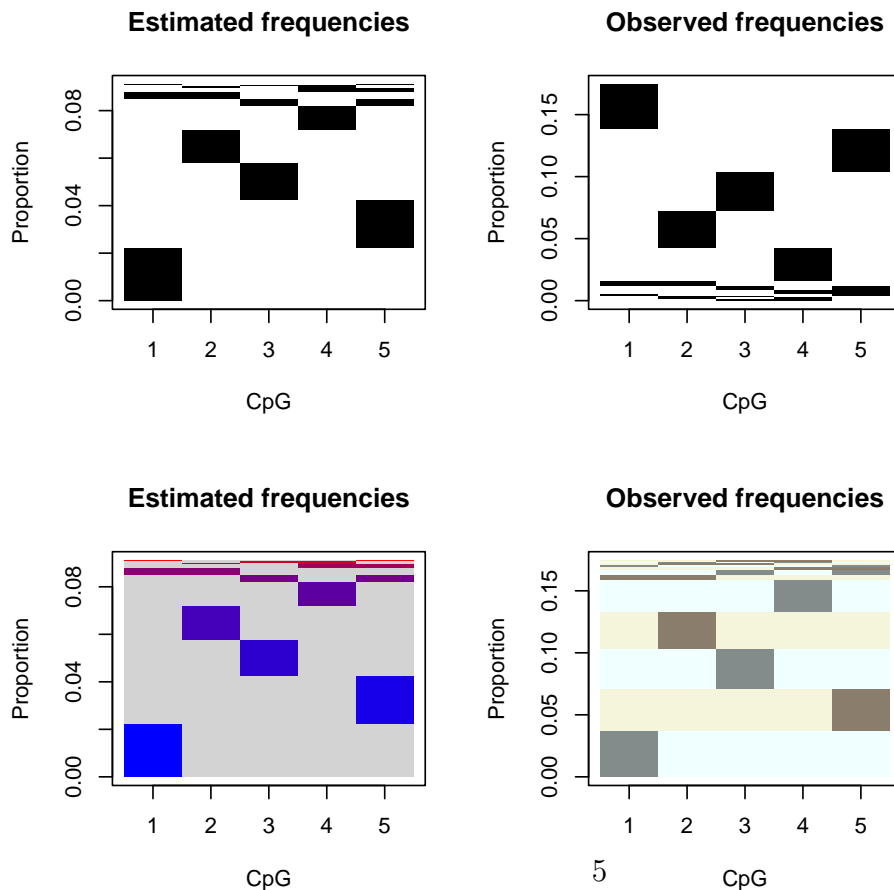 Estimated frequencies
Proportion
0.08
0.04
0.00
1 2 3 4 5
CpG
Observed frequencies
Proportion
0.15
0.10
0.05
0.00
1 2 3 4 5
CpG
Estimated frequencies
Proportion
0.08
0.04
0.00
1 2 3 4 5
CpG
Observed frequencies
Proportion
0.15
0.10
0.05
0.00
1 2 3 4 5
CpG
5